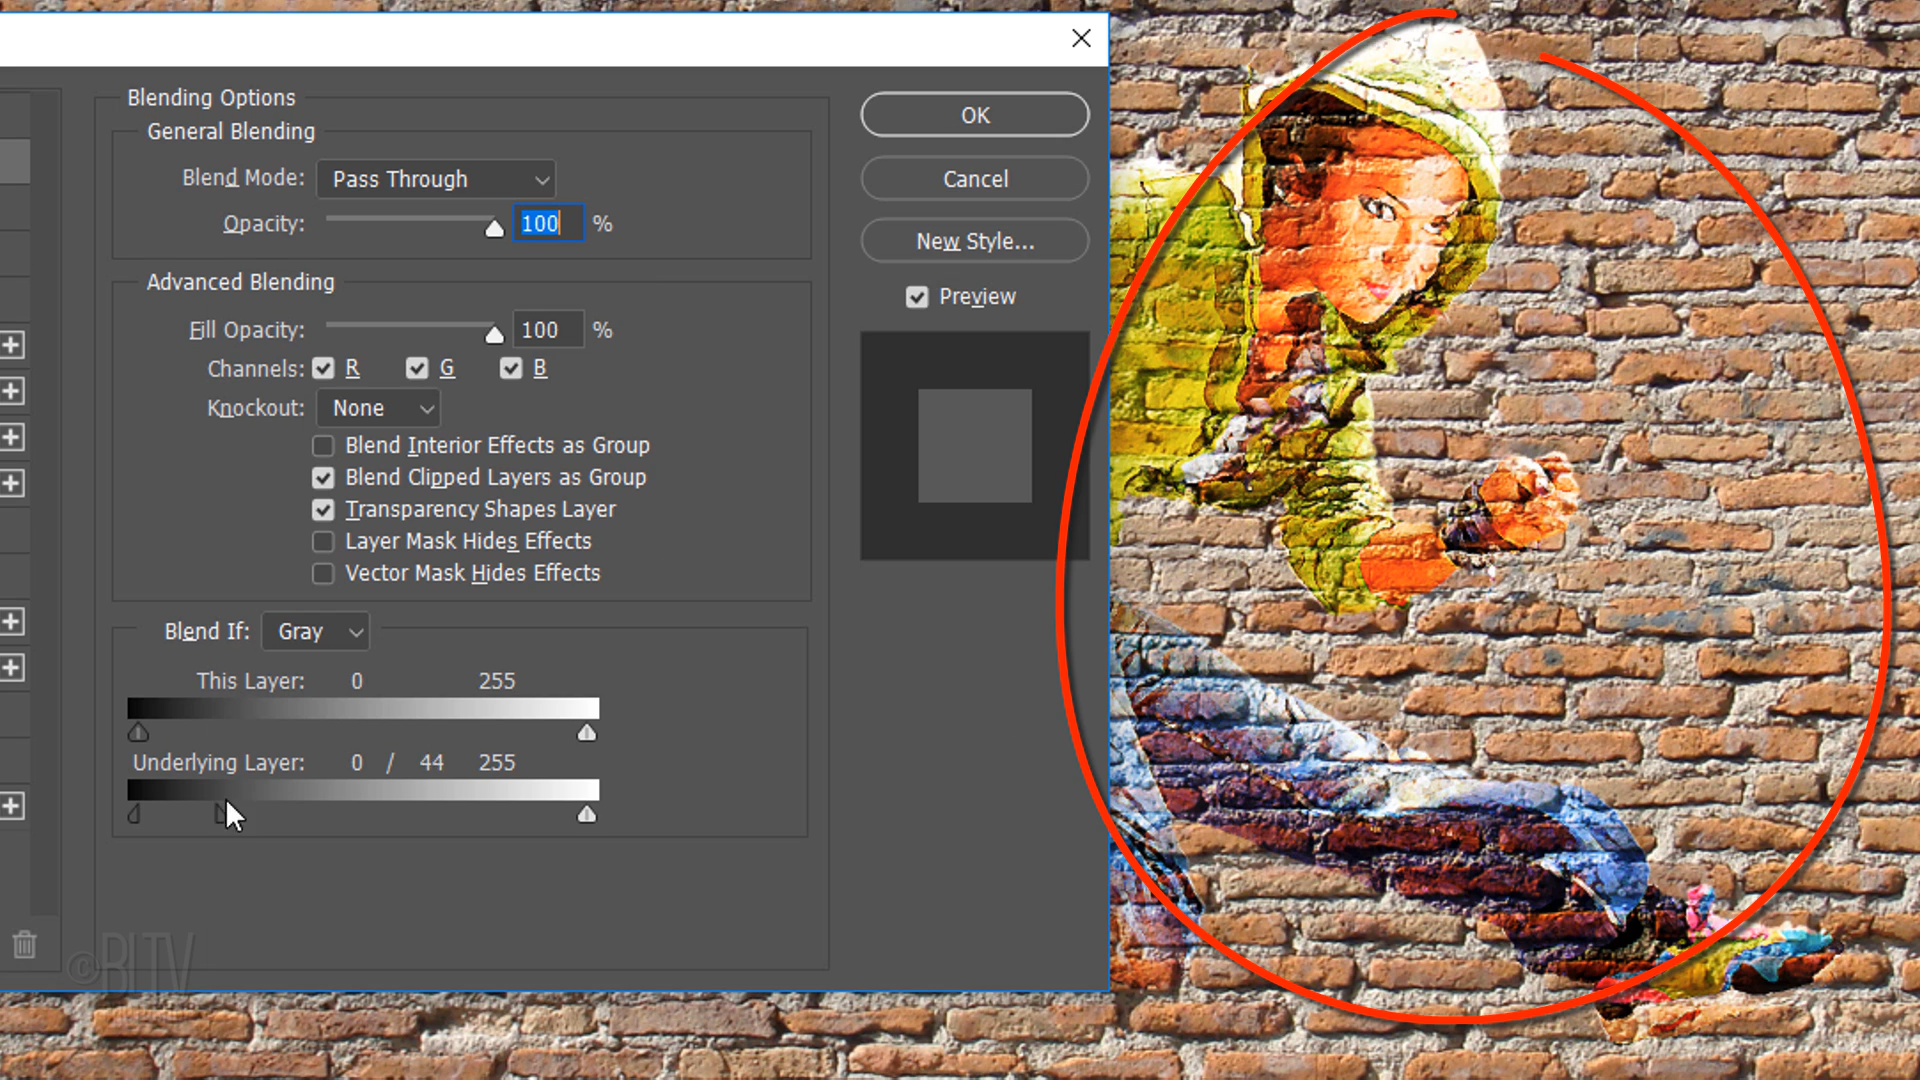 Blending Options
General Blending
Blend Mode: Pass Through
Opacity: 100 %
Advanced Blending
Fill Opacity: 100 %
Channels: R G B
Knockout: None
Blend Interior Effects as Group
Blend Clipped Layers as Group
Transparency Shapes Layer
Layer Mask Hides Effects
Vector Mask Hides Effects
Blend If: Gray
This Layer: 0 255
Underlying Layer: 0 / 44 255
OK
Cancel
New Style...
Preview
©BLTV